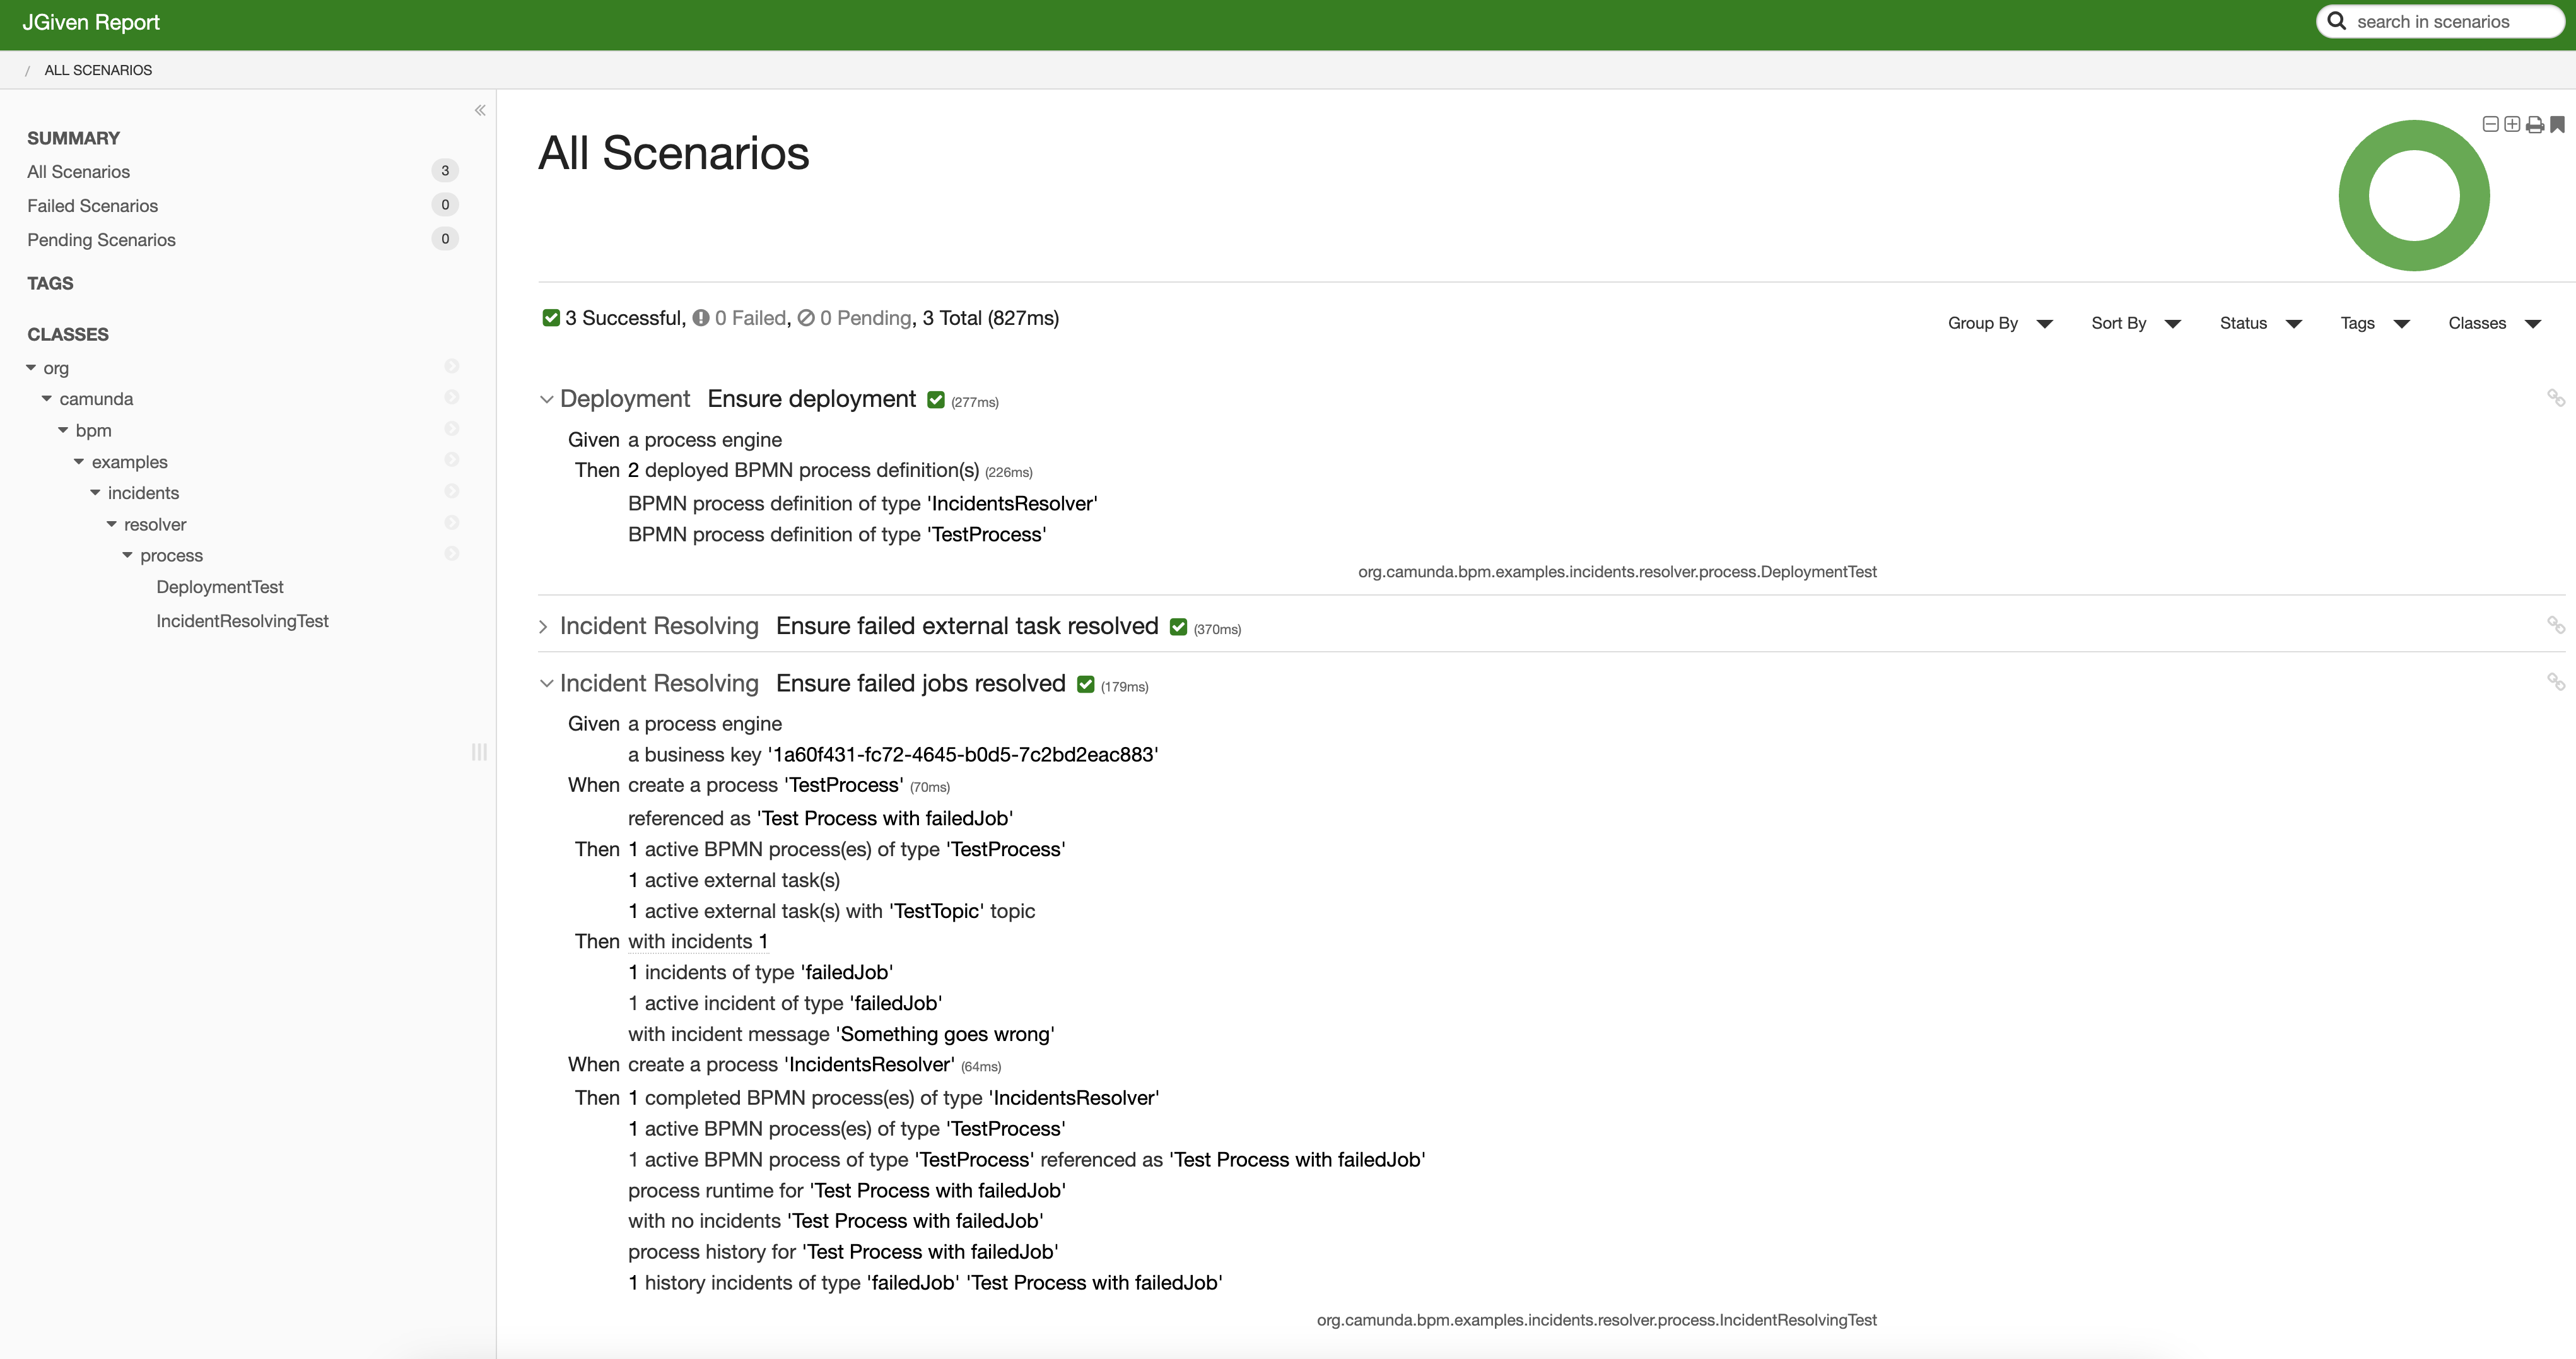 JGiven Report
search in scenarios
/ ALL SCENARIOS
SUMMARY
All Scenarios 3
Failed Scenarios 0
Pending Scenarios 0
TAGS
CLASSES
org
camunda
bpm
examples
incidents
resolver
process
DeploymentTest
IncidentResolvingTest
All Scenarios
3 Successful, 0 Failed, 0 Pending, 3 Total (827ms)
Group By Sort By Status Tags Classes
Deployment Ensure deployment (277ms)
Given a process engine
Then 2 deployed BPMN process definition(s) (226ms)
BPMN process definition of type 'IncidentsResolver'
BPMN process definition of type 'TestProcess'
org.camunda.bpm.examples.incidents.resolver.process.DeploymentTest
Incident Resolving Ensure failed external task resolved (370ms)
Incident Resolving Ensure failed jobs resolved (179ms)
Given a process engine
a business key '1a60f431-fc72-4645-b0d5-7c2bd2eac883'
When create a process 'TestProcess' (70ms)
referenced as 'Test Process with failedJob'
Then 1 active BPMN process(es) of type 'TestProcess'
1 active external task(s)
1 active external task(s) with 'TestTopic' topic
Then with incidents 1
1 incidents of type 'failedJob'
1 active incident of type 'failedJob'
with incident message 'Something goes wrong'
When create a process 'IncidentsResolver' (64ms)
Then 1 completed BPMN process(es) of type 'IncidentsResolver'
1 active BPMN process(es) of type 'TestProcess'
1 active BPMN process of type 'TestProcess' referenced as 'Test Process with failedJob'
process runtime for 'Test Process with failedJob'
with no incidents 'Test Process with failedJob'
process history for 'Test Process with failedJob'
1 history incidents of type 'failedJob' 'Test Process with failedJob'
org.camunda.bpm.examples.incidents.resolver.process.IncidentResolvingTest